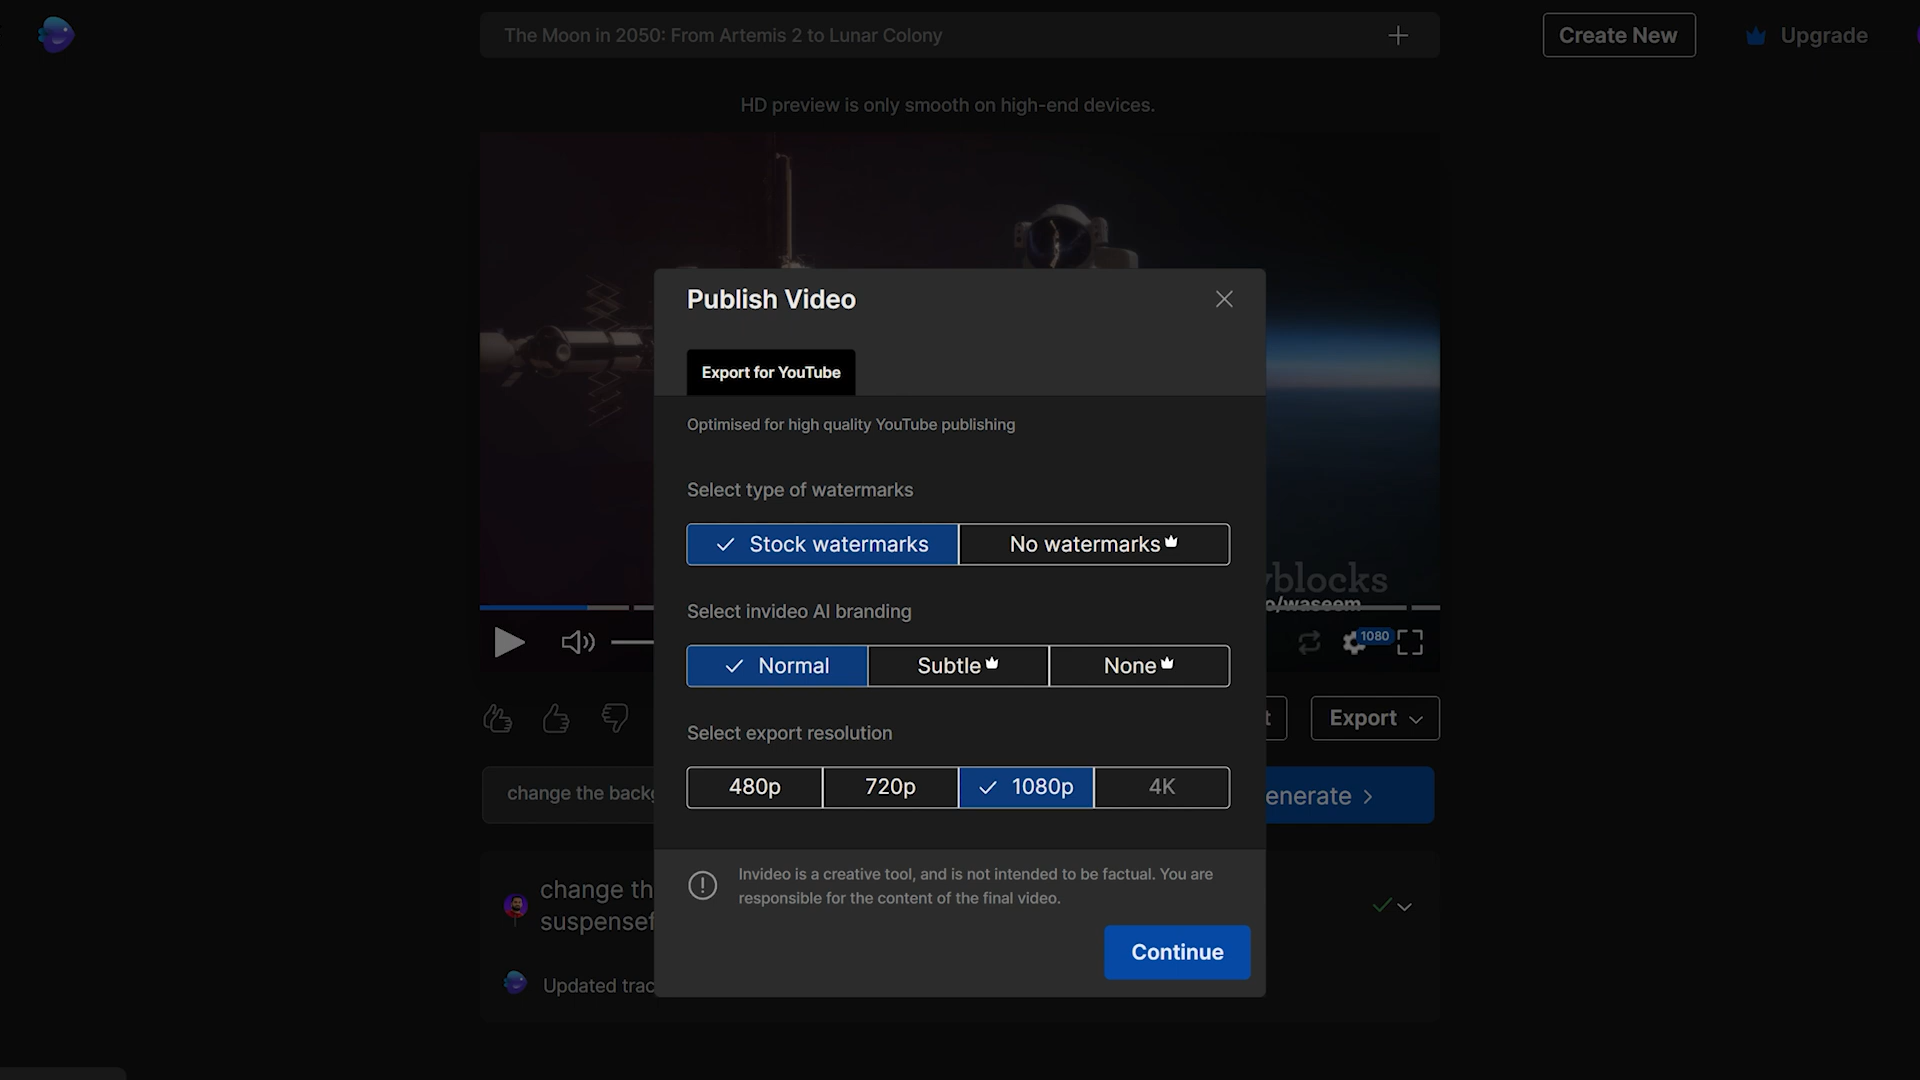 The Moon in 2050: From Artemis 2 to Lunar Colony
Create New
Upgrade
HD preview is only smooth on high-end devices.
Publish Video
Export for YouTube
Optimised for high quality YouTube publishing
Select type of watermarks
Stock watermarks
No watermarks
Select invideo AI branding
Normal
Subtle
None
Select export resolution
480p
720p
1080p
4K
Invideo is a creative tool, and is not intended to be factual. You are
responsible for the content of the final video.
Continue
yblocks
o/waseem
1080
t
Export
change the backg
enerate
change th
suspensef
Updated trac